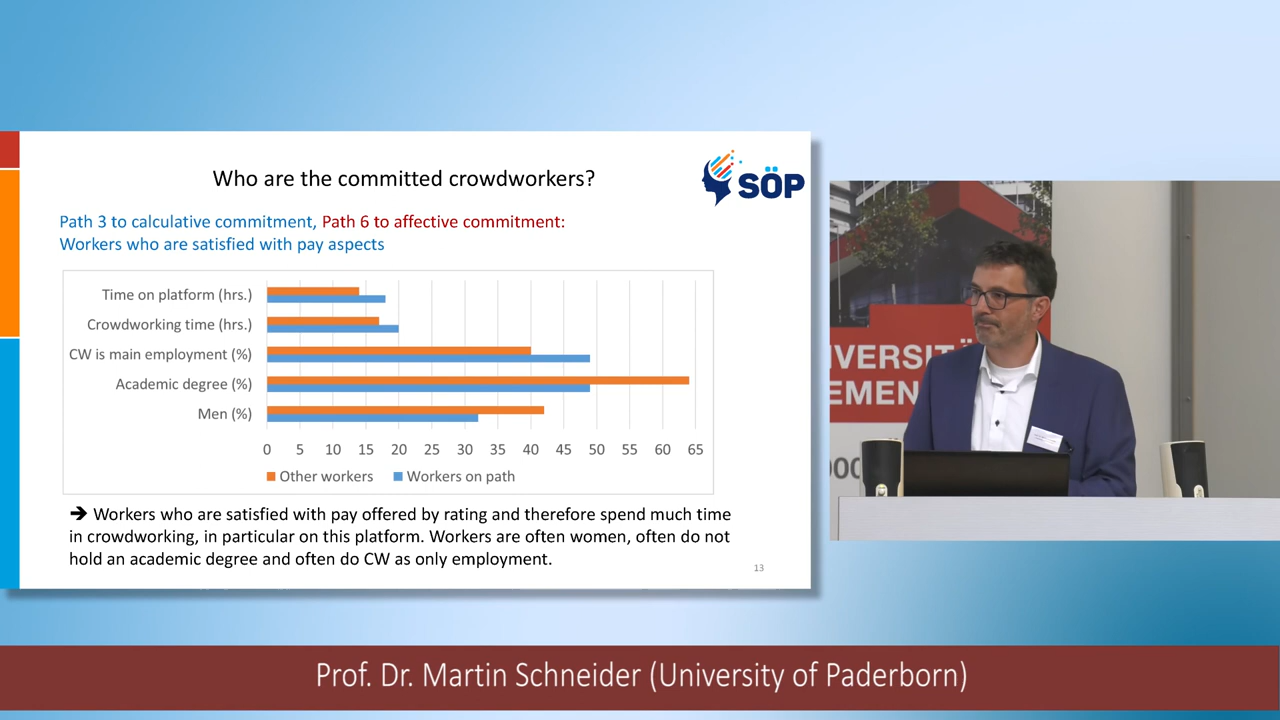 Who are the committed crowdworkers?
SÖP
Path 3 to calculative commitment, Path 6 to affective commitment:
Workers who are satisfied with pay aspects
Time on platform (hrs.)
Crowdworking time (hrs.)
CW is main employment (%)
Academic degree (%)
Men (%)
0 5 10 15 20 25 30 35 40 45 50 55 60 65
Other workers Workers on path
➔ Workers who are satisfied with pay offered by rating and therefore spend much time
in crowdworking, in particular on this platform. Workers are often women, often do not
hold an academic degree and often do CW as only employment.
13
IVERSITÄ
EMEN
Prof. Dr. Martin Schneider (University of Paderborn)